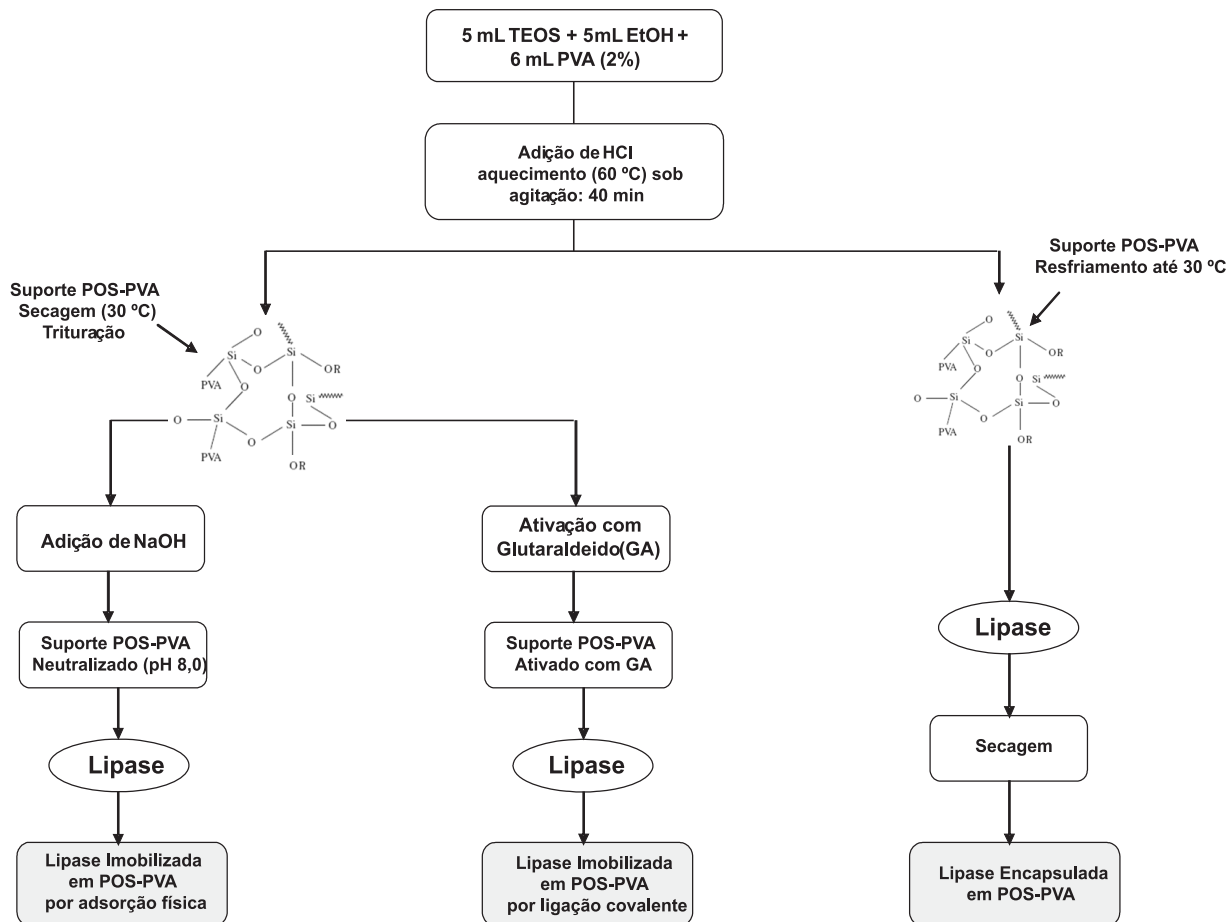 5 mL TEOS + 5mL EtOH +
6 mL PVA (2%)
Adição de HCl
aquecimento (60 ºC) sob
agitação: 40 min
Suporte POS-PVA
Secagem (30 ºC)
Trituração
Suporte POS-PVA
Resfriamento até 30 ºC
O
Si
Si
O
O
OR
PVA
O
O
Si
O
Si
Si
O
O
PVA
OR
O
Si
Si
O
O
OR
PVA
O
O
Si
O
Si
Si
O
O
PVA
OR
Adição de NaOH
Ativação com
Glutaraldeido(GA)
Suporte POS-PVA
Neutralizado (pH 8,0)
Suporte POS-PVA
Ativado com GA
Lipase
Lipase
Lipase
Secagem
Lipase Imobilizada
em POS-PVA
por adsorção física
Lipase Imobilizada
em POS-PVA
por ligação covalente
Lipase Encapsulada
em POS-PVA